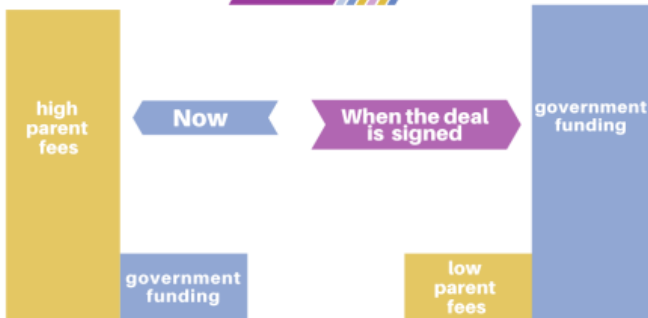 high
parent
fees
Now
government
funding
When the deal
is signed
government
funding
low
parent
fees